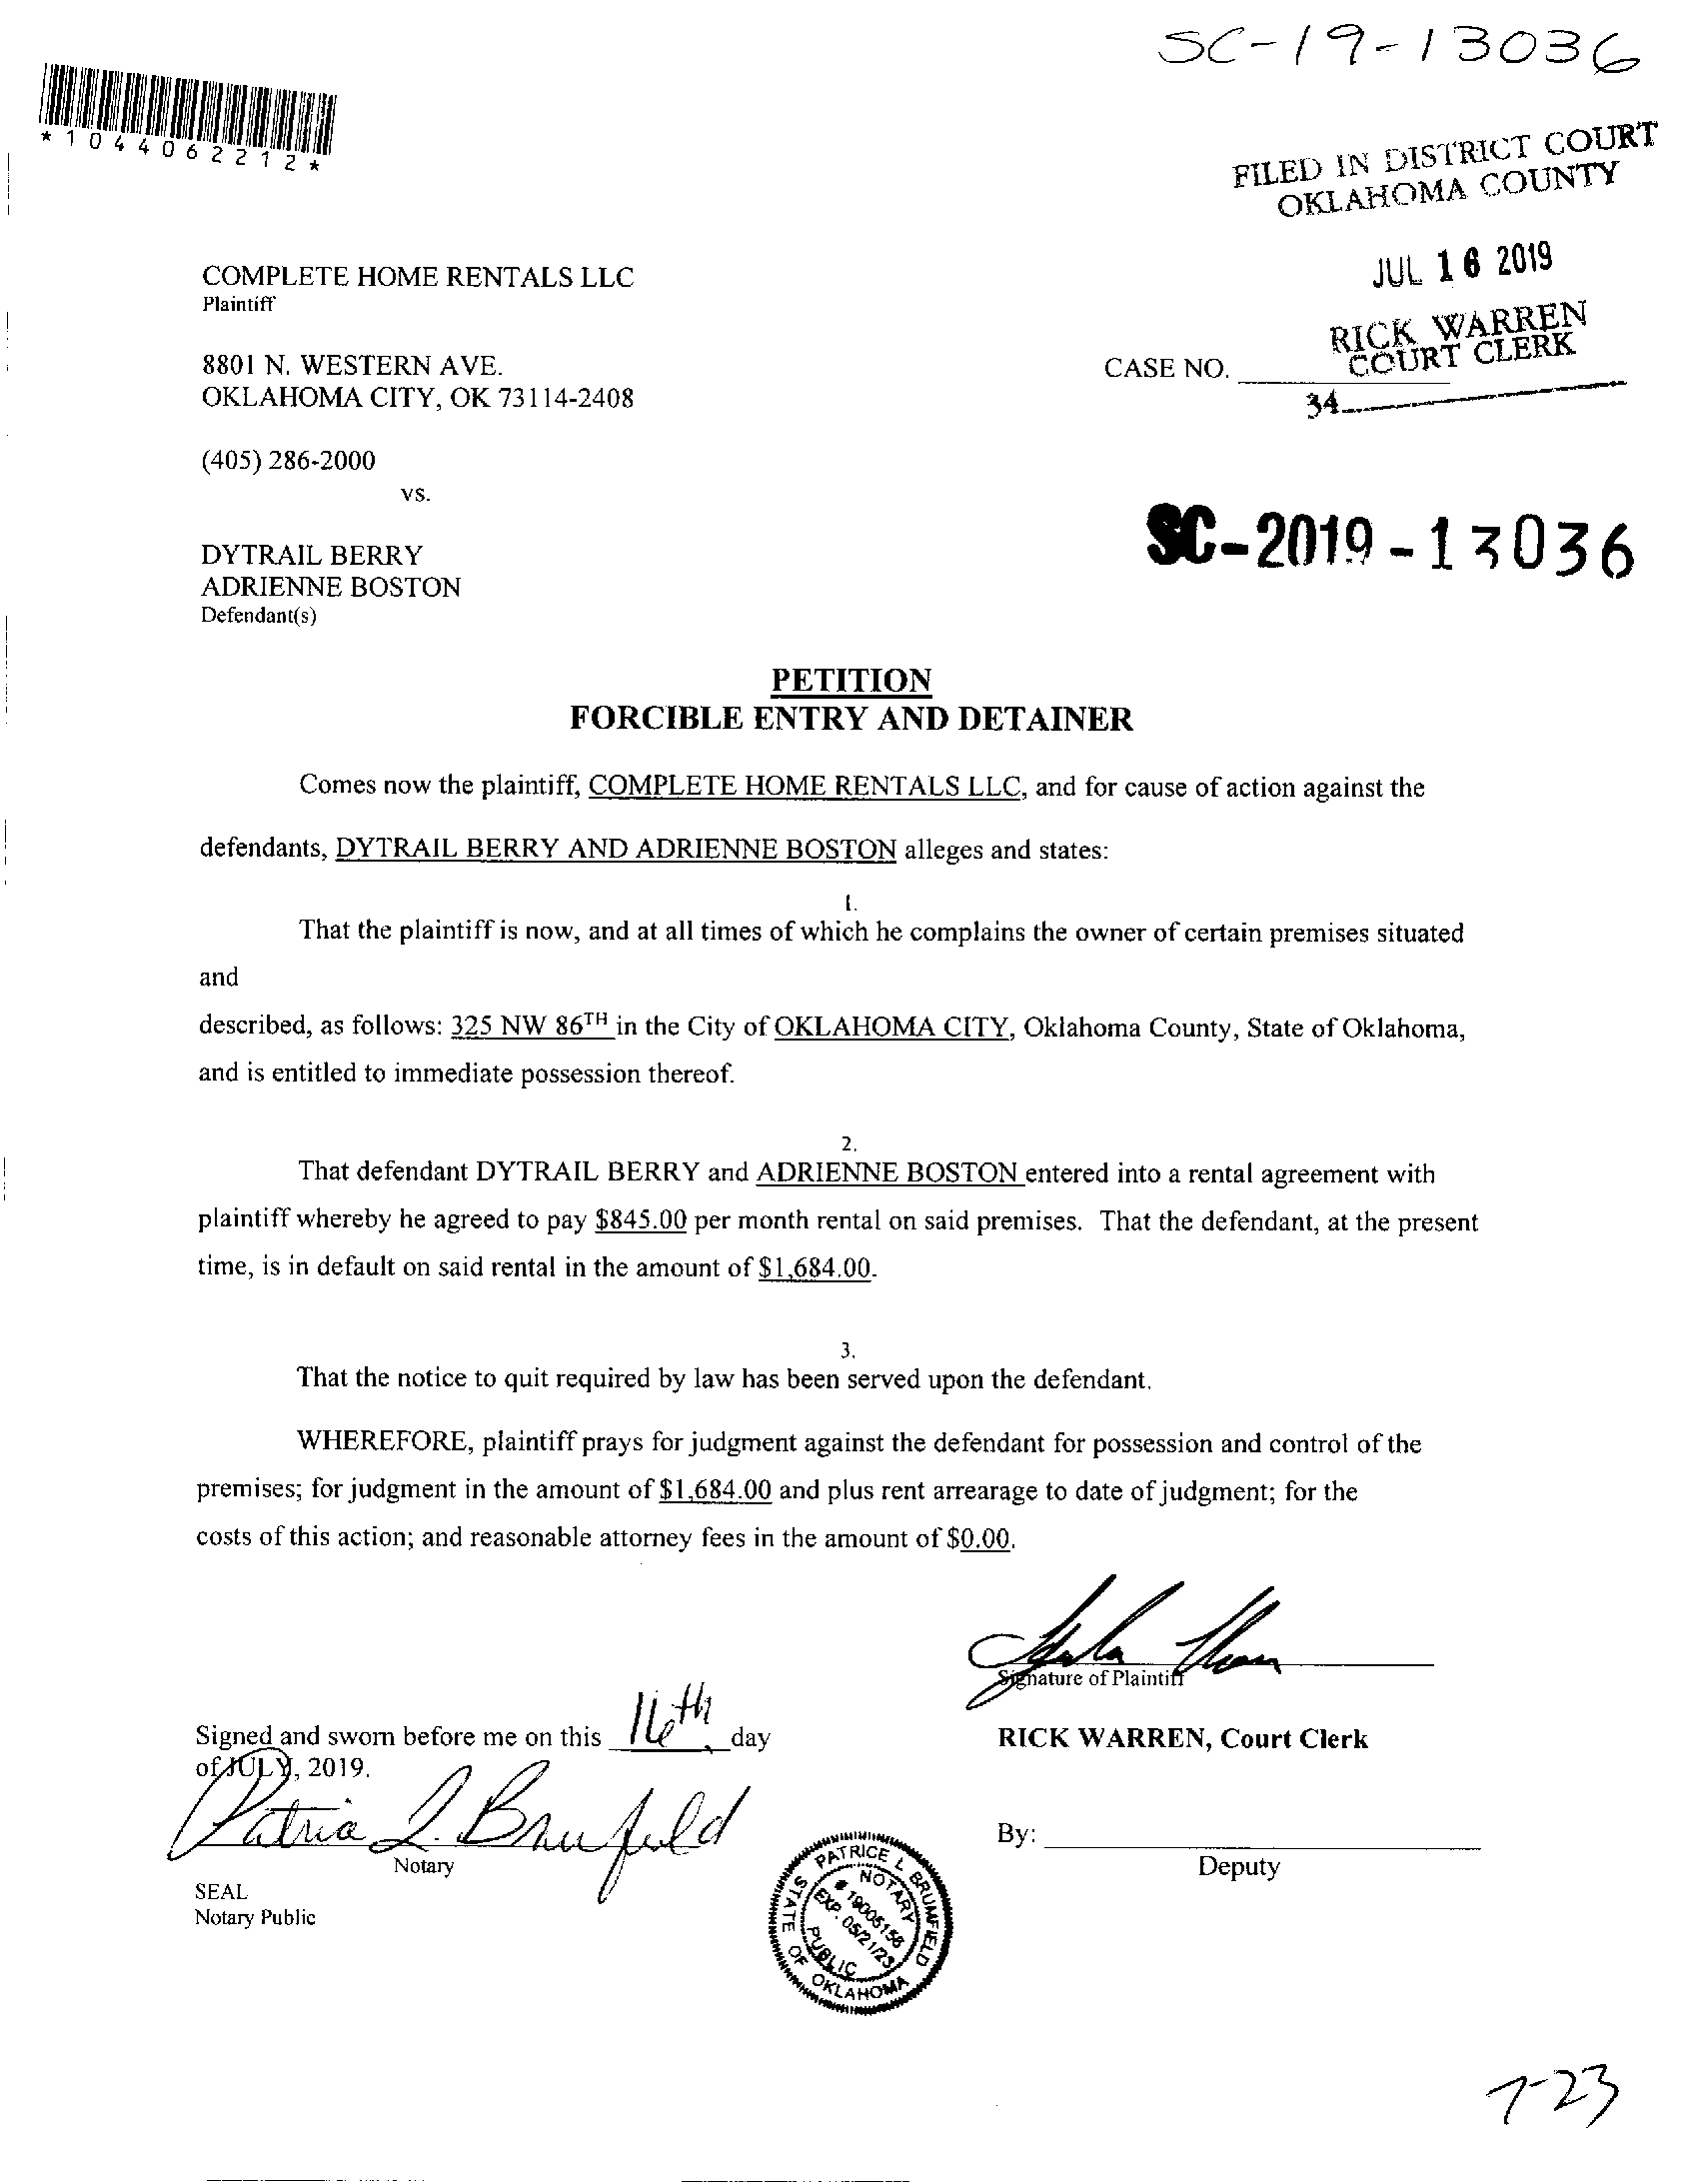 SC-19-13036
*1044062212*
FILED IN DISTRICT COURT
OKLAHOMA COUNTY
JUL 16 2019
RICK WARREN
COURT CLERK
34
COMPLETE HOME RENTALS LLC
Plaintiff
8801 N. WESTERN AVE.
OKLAHOMA CITY, OK 73114-2408
CASE NO.
(405) 286-2000
vs.
SC-2019-13036
DYTRAIL BERRY
ADRIENNE BOSTON
Defendant(s)
PETITION
FORCIBLE ENTRY AND DETAINER
Comes now the plaintiff, COMPLETE HOME RENTALS LLC, and for cause of action against the
defendants, DYTRAIL BERRY AND ADRIENNE BOSTON alleges and states:
1.
That the plaintiff is now, and at all times of which he complains the owner of certain premises situated
and
described, as follows: 325 NW 86TH in the City of OKLAHOMA CITY, Oklahoma County, State of Oklahoma,
and is entitled to immediate possession thereof.
2.
That defendant DYTRAIL BERRY and ADRIENNE BOSTON entered into a rental agreement with
plaintiff whereby he agreed to pay $845.00 per month rental on said premises. That the defendant, at the present
time, is in default on said rental in the amount of $1,684.00.
3.
That the notice to quit required by law has been served upon the defendant.
WHEREFORE, plaintiff prays for judgment against the defendant for possession and control of the
premises; for judgment in the amount of $1,684.00 and plus rent arrearage to date of judgment; for the
costs of this action; and reasonable attorney fees in the amount of $0.00.
Signature of Plaintiff
Signed and sworn before me on this 16th day
of JULY, 2019.
RICK WARREN, Court Clerk
By:
Deputy
Notary
SEAL
Notary Public
PATRICE L BRUMFIELD
NOTARY
# 19005158
EXP. 05/21/23
PUBLIC
STATE OF OKLAHOMA
7-23